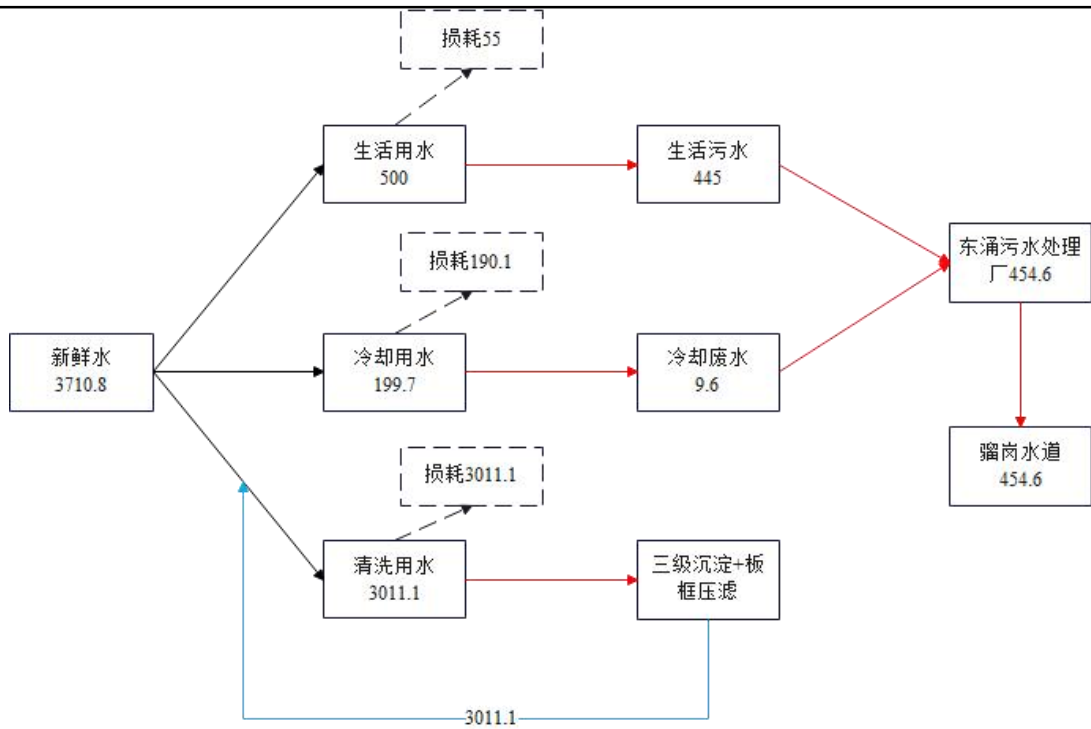 损耗55
生活用水
500
生活污水
445
损耗190.1
东涌污水处理
厂454.6
新鲜水
3710.8
冷却用水
199.7
冷却废水
9.6
损耗3011.1
骝岗水道
454.6
清洗用水
3011.1
三级沉淀+板
框压滤
3011.1